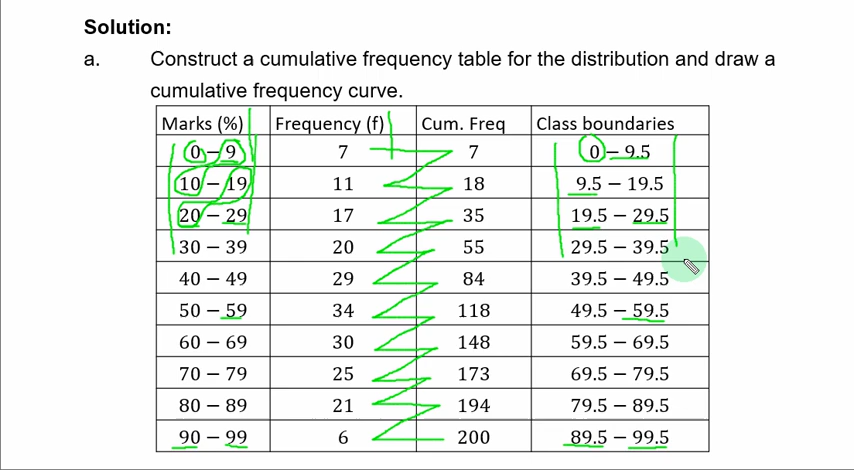 Solution:
a. Construct a cumulative frequency table for the distribution and draw a
cumulative frequency curve.
Marks (%) Frequency (f) Cum. Freq Class boundaries
0 – 9 7 7 0 – 9.5
10 – 19 11 18 9.5 – 19.5
20 – 29 17 35 19.5 – 29.5
30 – 39 20 55 29.5 – 39.5
40 – 49 29 84 39.5 – 49.5
50 – 59 34 118 49.5 – 59.5
60 – 69 30 148 59.5 – 69.5
70 – 79 25 173 69.5 – 79.5
80 – 89 21 194 79.5 – 89.5
90 – 99 6 200 89.5 – 99.5